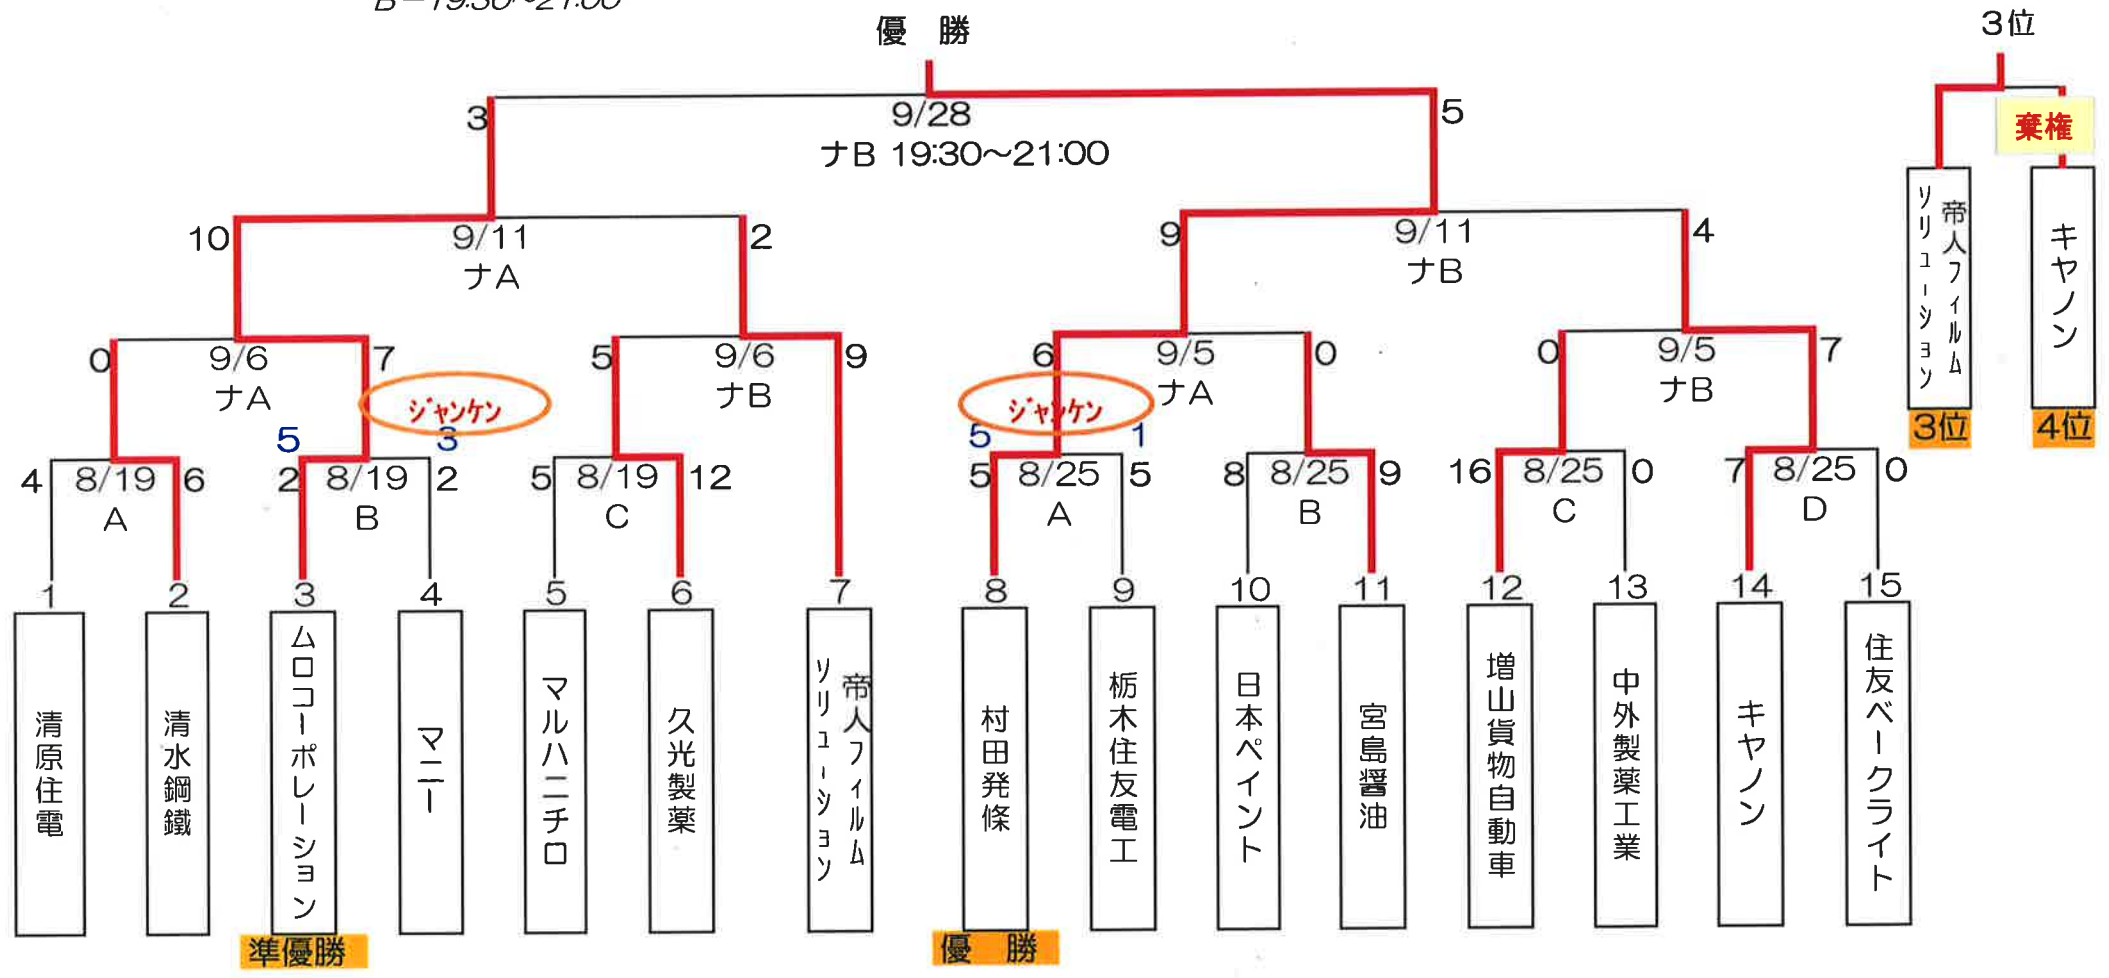 B－19:30～21:00
優　勝
3位
3
9/28
5
ナB 19:30～21:00
棄権
10
9/11
2
ナA
9
9/11
4
ナB
帝人フィルム
ソリューション
キヤノン
3位
4位
0
9/6
7
ナA
5
9/6
9
ナB
6
9/5
0
ナA
0
9/5
7
ナB
ジャンケン
5
3
ジャンケン
5
1
4
8/19
6
A
2
8/19
2
B
5
8/19
12
C
5
8/25
5
A
8
8/25
9
B
16
8/25
0
C
7
8/25
0
D
1
清原住電
2
清水鋼鐵
3
ムロコーポレーション
準優勝
4
マニー
5
マルハニチロ
6
久光製薬
7
帝人フィルム
ソリューション
8
村田発條
優　勝
9
栃木住友電工
10
日本ペイント
11
宮島醤油
12
増山貨物自動車
13
中外製薬工業
14
キヤノン
15
住友ベークライト